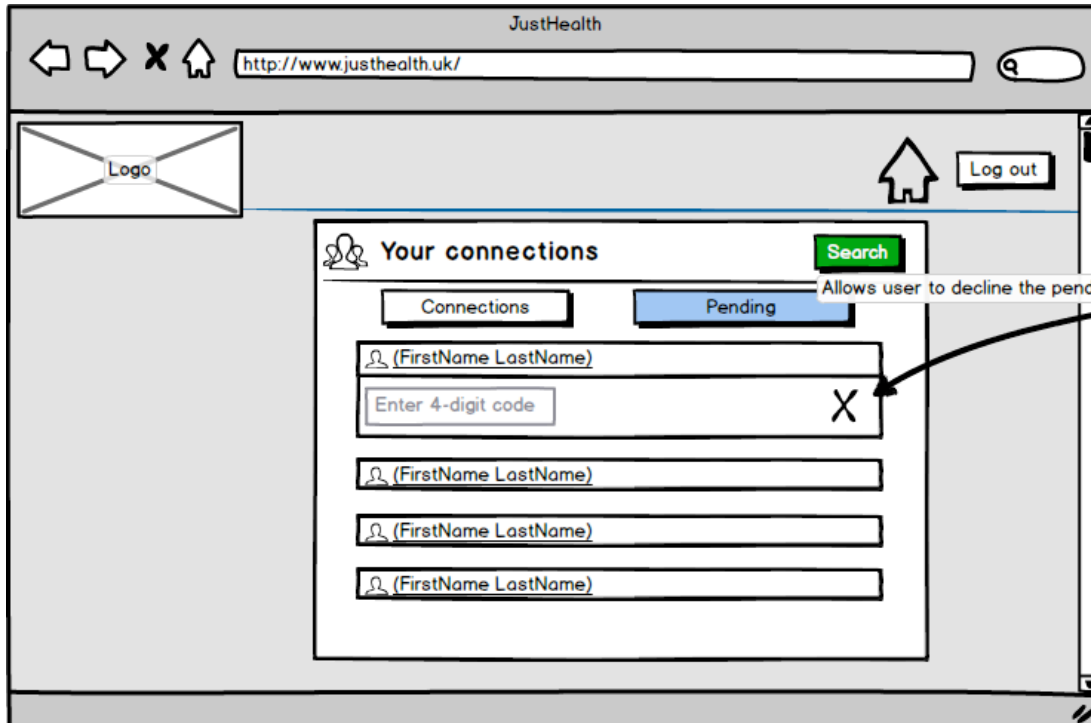 JustHealth
http://www.justhealth.uk/
Logo
Log out
Your connections
Search
Allows user to decline the
Connections
Pending
(FirstName LastName)
Enter 4-digit code
X
(FirstName LastName)
(FirstName LastName)
(FirstName LastName)